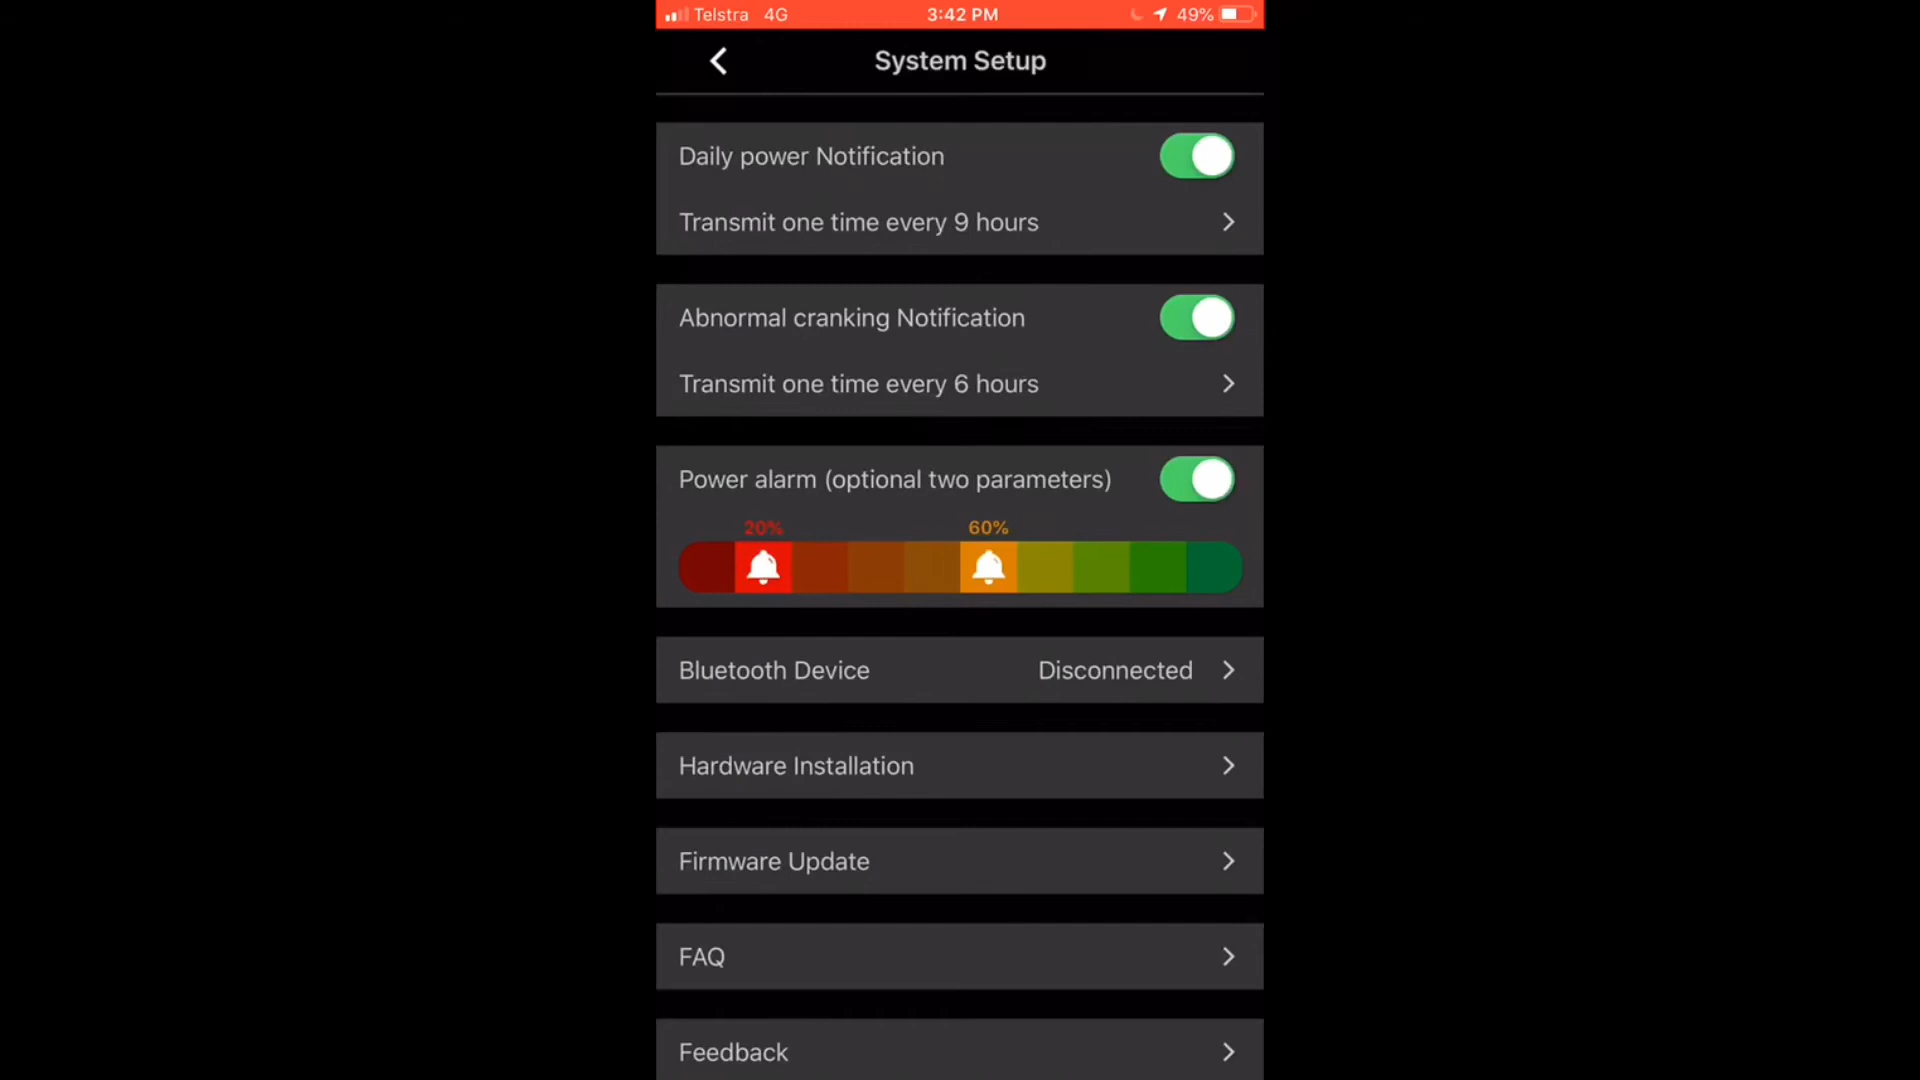 Telstra 4G 3:42 PM 49%
System Setup
Daily power Notification
Transmit one time every 9 hours
Abnormal cranking Notification
Transmit one time every 6 hours
Power alarm (optional two parameters)
20% 60%
Bluetooth Device Disconnected
Hardware Installation
Firmware Update
FAQ
Feedback